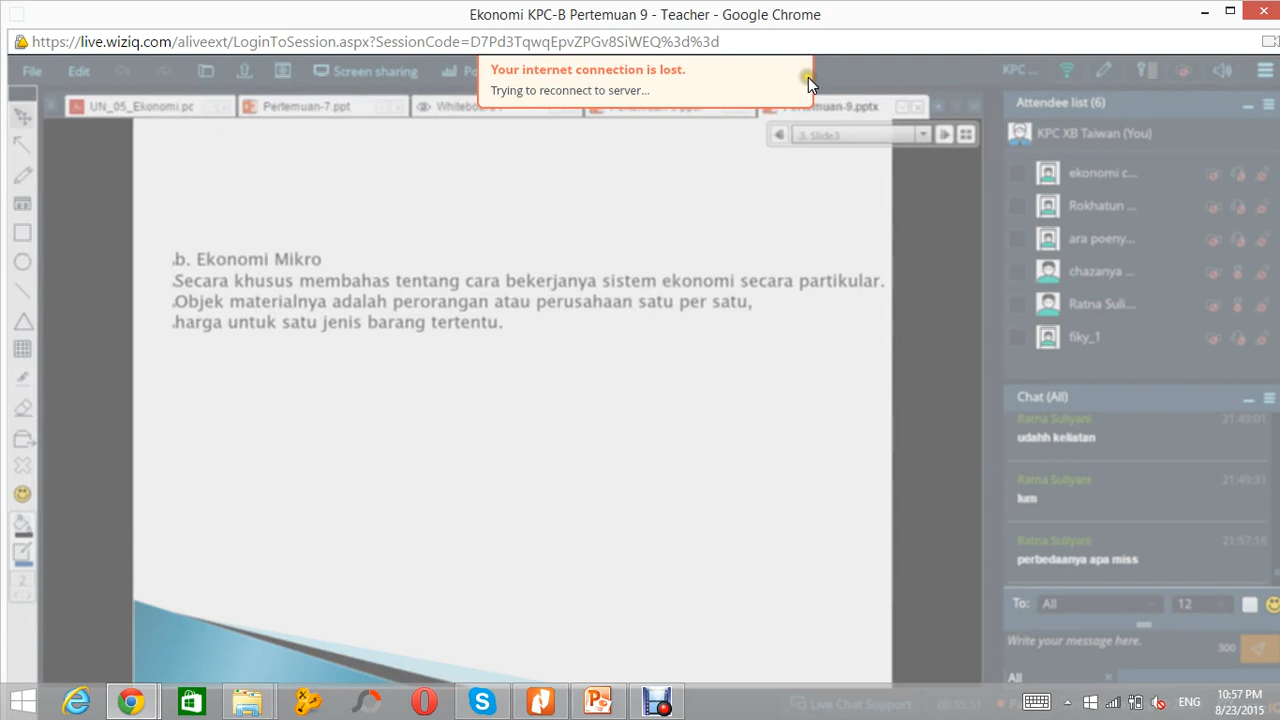 Ekonomi KPC-B Pertemuan 9 - Teacher - Google Chrome
https://live.wiziq.com/aliveext/LoginToSession.aspx?SessionCode=D7Pd3TqwqEpvZPGv8SiWEQ%3d%3d
File Edit Screen sharing KPC ...
Your internet connection is lost.
Trying to reconnect to server...
UN_05_Ekonomi.pc Pertemuan-7.ppt Pertemuan-9.pptx
3. Slide3
b. Ekonomi Mikro
Secara khusus membahas tentang cara bekerjanya sistem ekonomi secara partikular.
Objek materialnya adalah perorangan atau perusahaan satu per satu,
harga untuk satu jenis barang tertentu.
2
Attendee list (6)
KPC XB Taiwan (You)
ekonomi c...
Rokhatun ...
ara poeny...
chazanya ...
Ratna Suli...
fiky_1
Chat (All)
Ratna Suliyani 21:49:01
udahh keliatan
Ratna Suliyani 21:49:31
lum
Ratna Suliyani 21:57:16
perbedaanya apa miss
To: All 12
Write your message here. 300
All
Live Chat Support
ENG
10:57 PM
8/23/2015